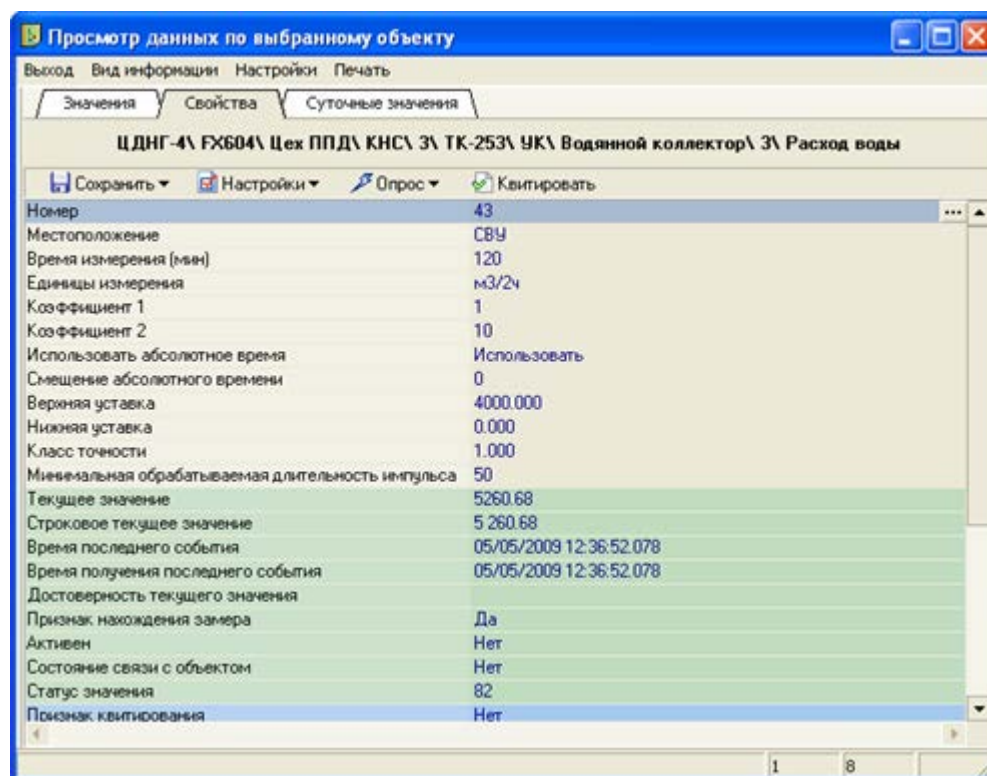 Просмотр данных по выбранному объекту
Выход Вид информации Настройки Печать
Значения Свойства Суточные значения
ЦДНГ-4\ FX604\ Цех ППД\ КНС\ 3\ ТК-253\ УК\ Водянной коллектор\ 3\ Расход воды
Сохранить Настройки Опрос Квитировать
Номер 43 ...
Местоположение СВУ
Время измерения (мин) 120
Единицы измерения м3/2ч
Коэффициент 1 1
Коэффициент 2 10
Использовать абсолютное время Использовать
Смещение абсолютного времени 0
Верхняя уставка 4000.000
Нижняя уставка 0.000
Класс точности 1.000
Минимальная обрабатываемая длительность импульса 50
Текущее значение 5260.68
Строковое текущее значение 5 260.68
Время последнего события 05/05/2009 12:36:52.078
Время получения последнего события 05/05/2009 12:36:52.078
Достоверность текущего значения
Признак нахождения замера Да
Активен Нет
Состояние связи с объектом Нет
Статус значения 82
Признак квитирования Нет
1 8